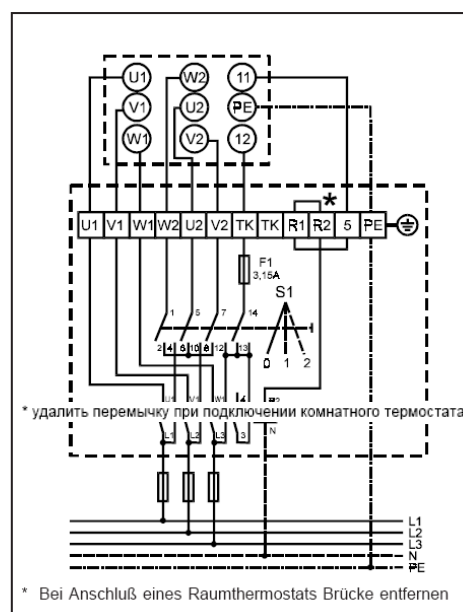 U1 W2 11
V1 U2 PE
W1 V2 12
*
U1 V1 W1 W2 U2 V2 TK TK R1 R2 5 PE
F1
3,15A
S1
1 5 7 14
2 4 6 10 8 12 13
0 1 2
U1 V1 W1
* удалить перемычку при подключении комнатного термостата
N
L1 L2 L3 3
L1
L2
L3
N
PE
* Bei Anschluß eines Raumthermostats Brücke entfernen